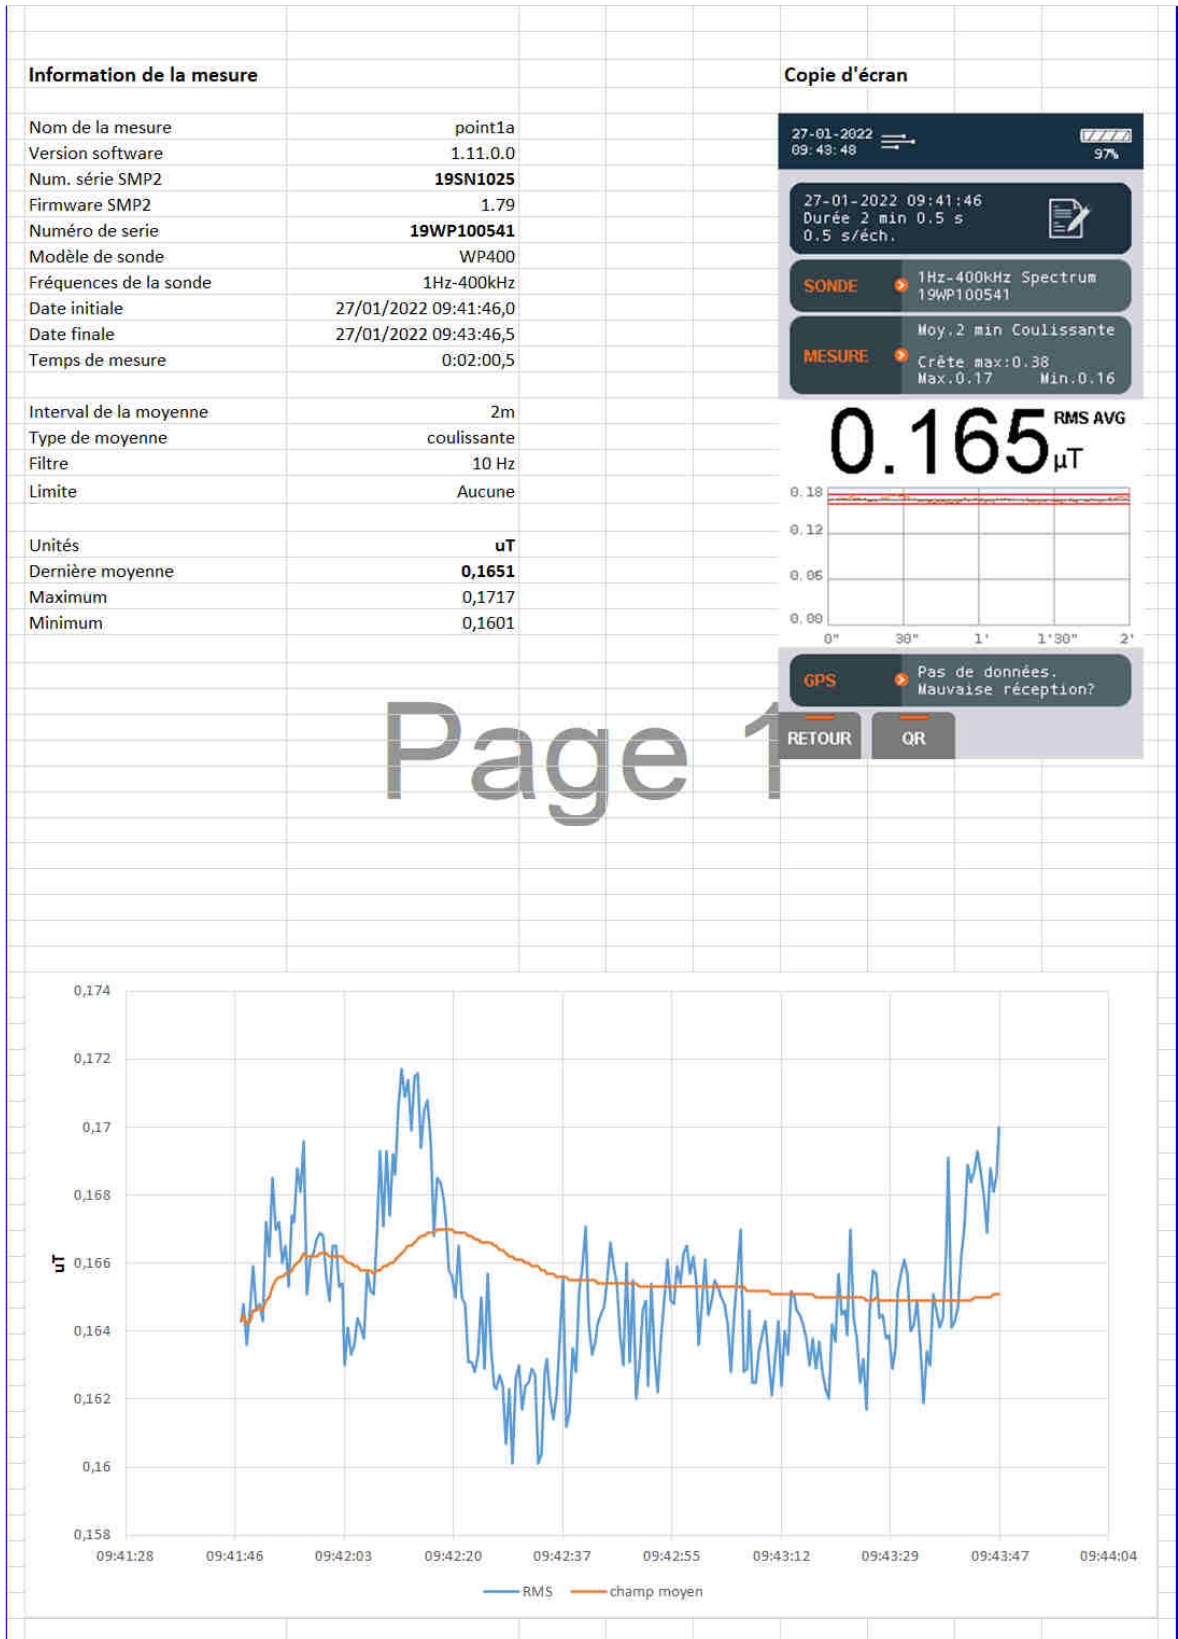 Information de la mesure
Copie d'écran
Nom de la mesure point1a
Version software 1.11.0.0
Num. série SMP2 19SN1025
Firmware SMP2 1.79
Numéro de serie 19WP100541
Modèle de sonde WP400
Fréquences de la sonde 1Hz-400kHz
Date initiale 27/01/2022 09:41:46,0
Date finale 27/01/2022 09:43:46,5
Temps de mesure 0:02:00,5
Interval de la moyenne 2m
Type de moyenne coulissante
Filtre 10 Hz
Limite Aucune
Unités uT
Dernière moyenne 0,1651
Maximum 0,1717
Minimum 0,1601
27-01-2022
09:43:48
97%
27-01-2022 09:41:46
Durée 2 min 0.5 s
0.5 s/éch.
SONDE
1Hz-400kHz Spectrum
19WP100541
MESURE
Moy.2 min Coulissante
Crête max:0.38
Max.0.17 Min.0.16
0.165 RMS AVG
µT
0.18
0.12
0.05
0.00
0" 30" 1' 1'30" 2'
GPS
Pas de données.
Mauvaise réception?
RETOUR QR
Page 1
0,174
0,172
0,17
0,168
0,166
0,164
0,162
0,16
0,158
uT
09:41:28 09:41:46 09:42:03 09:42:20 09:42:37 09:42:55 09:43:12 09:43:29 09:43:47 09:44:04
RMS champ moyen